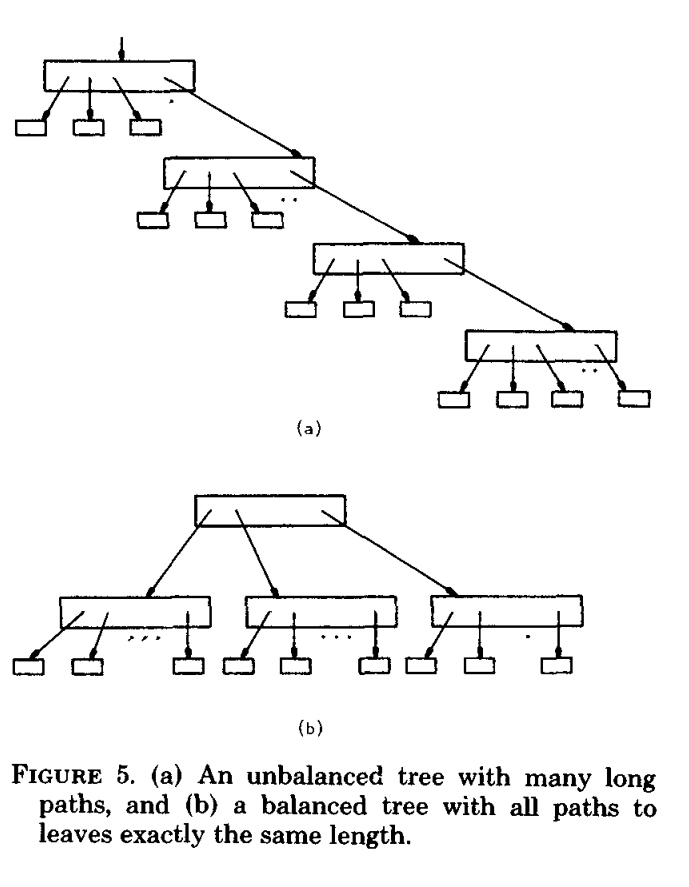 (a)
(b)
FIGURE 5. (a) An unbalanced tree with many long
paths, and (b) a balanced tree with all paths to
leaves exactly the same length.